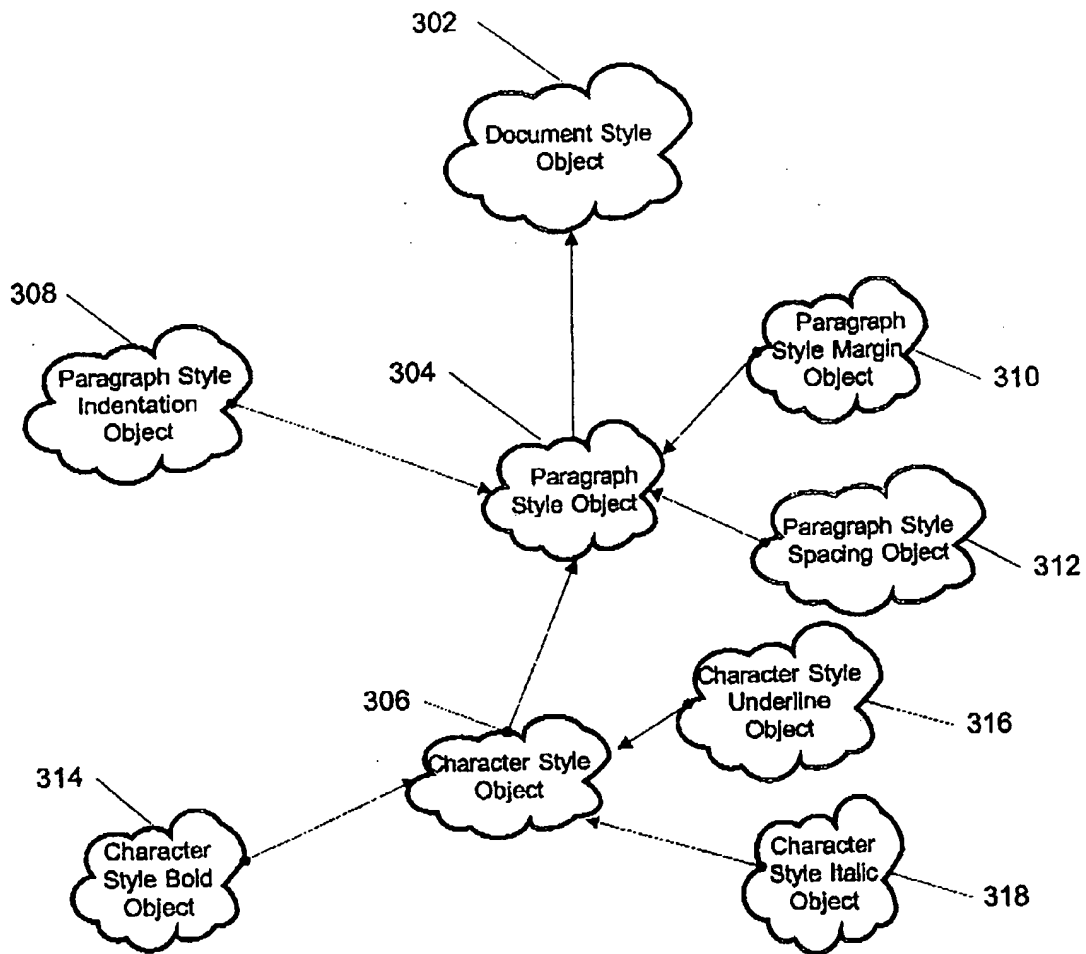 302
Document Style
Object
308
Paragraph Style
Indentation
Object
304
Paragraph
Style Margin
Object
310
Paragraph
Style Object
Paragraph Style
Spacing Object
312
306
Character Style
Underline
Object
316
Character Style
Object
314
Character
Style Bold
Object
Character
Style Italic
Object
318